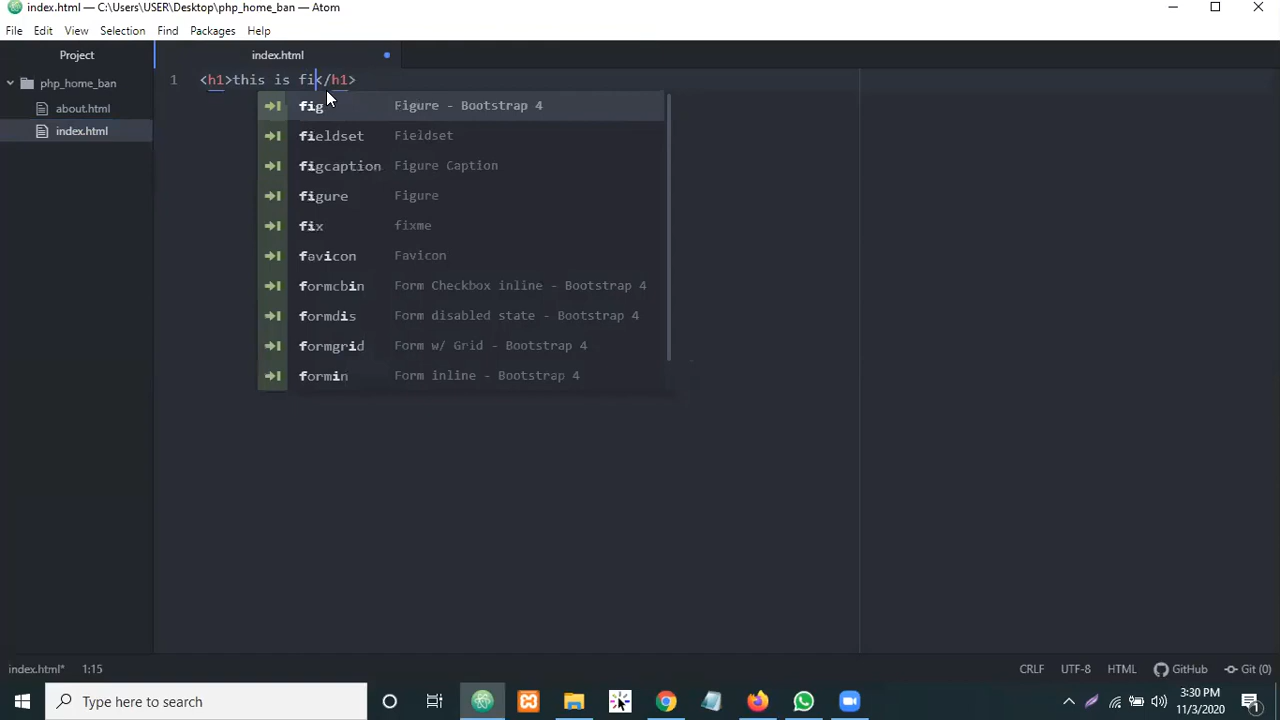 index.html — C:\Users\USER\Desktop\php_home_ban — Atom
File Edit View Selection Find Packages Help
Project
index.html
php_home_ban
about.html
index.html
1 <h1>this is fi</h1>
fig Figure - Bootstrap 4
fieldset Fieldset
figcaption Figure Caption
figure Figure
fix fixme
favicon Favicon
formcbin Form Checkbox inline - Bootstrap 4
formdis Form disabled state - Bootstrap 4
formgrid Form w/ Grid - Bootstrap 4
formin Form inline - Bootstrap 4
index.html* 1:15 CRLF UTF-8 HTML GitHub Git (0)
Type here to search
3:30 PM
11/3/2020
1